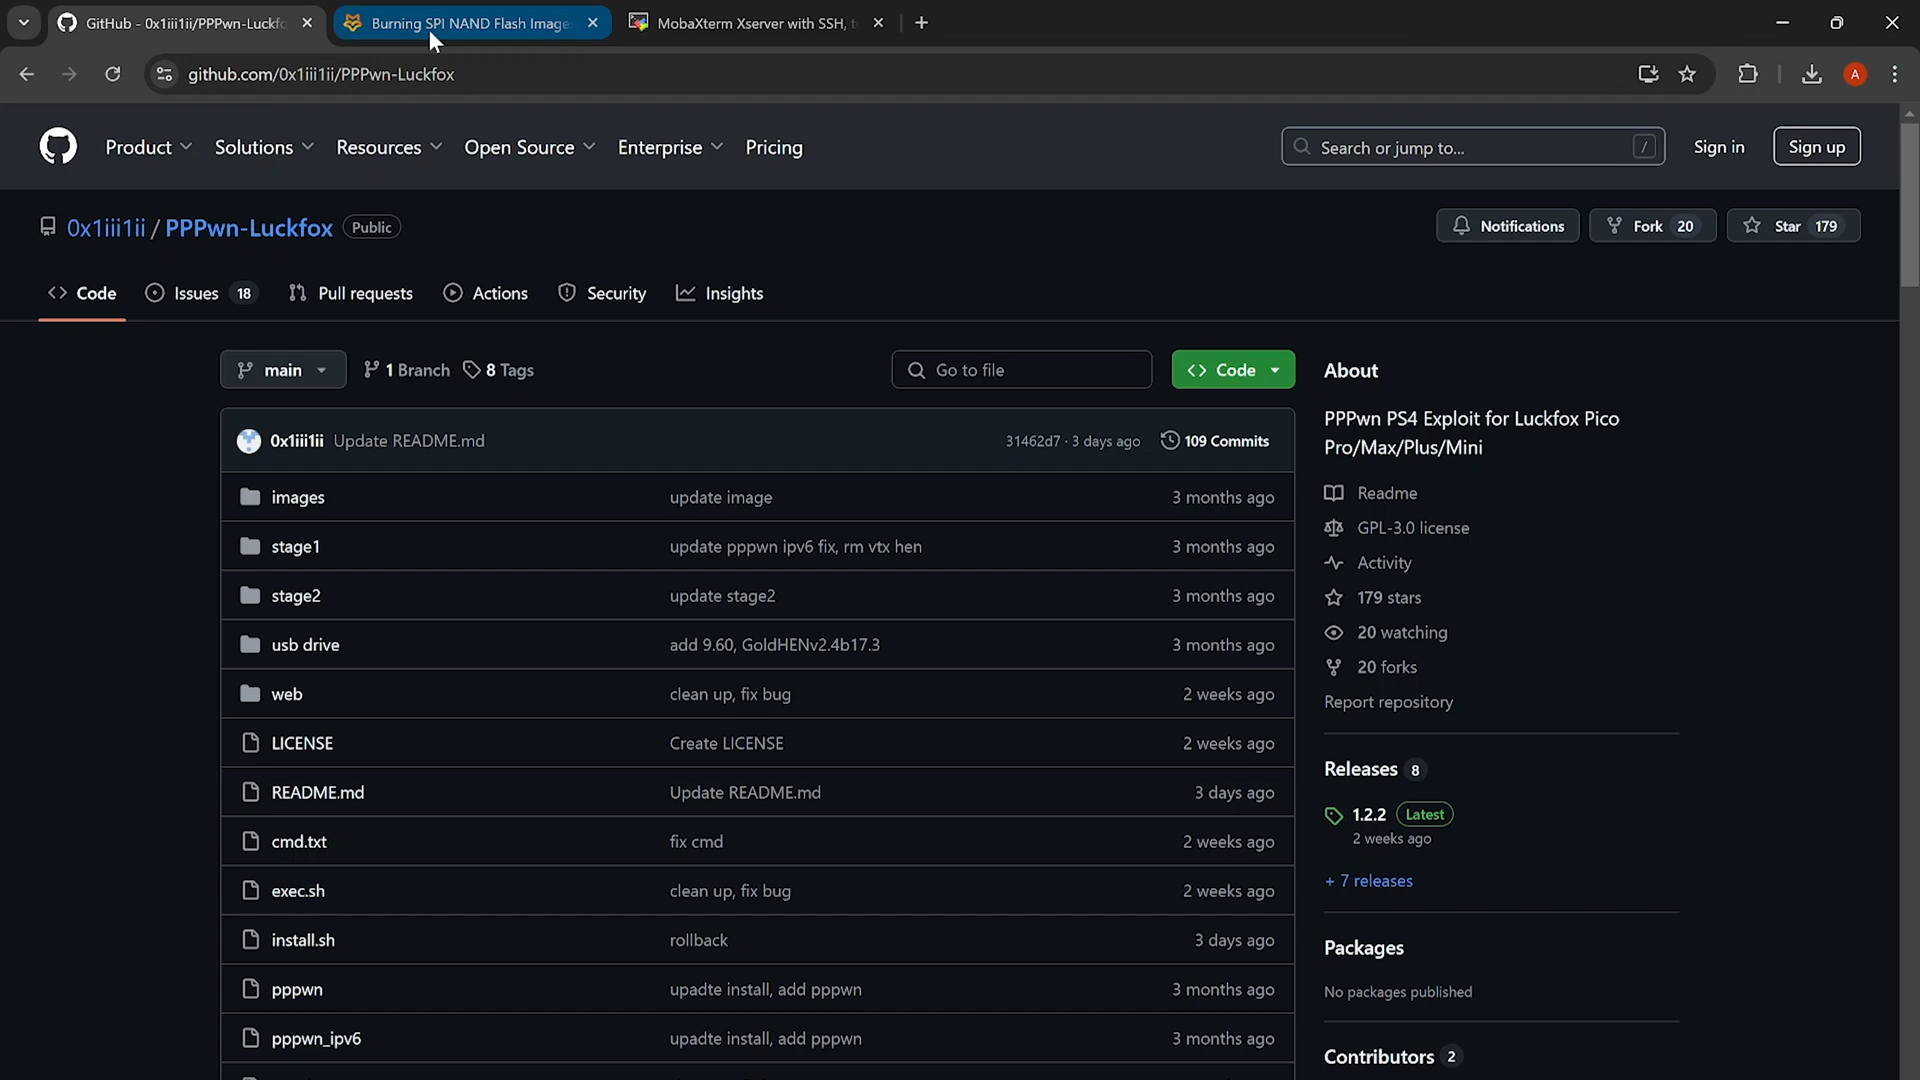 GitHub - 0x1iii1ii/PPPwn-Luckfo
Burning SPI NAND Flash Image
MobaXterm Xserver with SSH, t
github.com/0x1iii1ii/PPPwn-Luckfox
A
Product
Solutions
Resources
Open Source
Enterprise
Pricing
Search or jump to...
/
Sign in
Sign up
0x1iii1ii / PPPwn-Luckfox
Public
Notifications
Fork 20
Star 179
Code
Issues 18
Pull requests
Actions
Security
Insights
main
1 Branch
8 Tags
Go to file
Code
0x1iii1ii Update README.md 31462d7 · 3 days ago 109 Commits
images update image 3 months ago
stage1 update pppwn ipv6 fix, rm vtx hen 3 months ago
stage2 update stage2 3 months ago
usb drive add 9.60, GoldHENv2.4b17.3 3 months ago
web clean up, fix bug 2 weeks ago
LICENSE Create LICENSE 2 weeks ago
README.md Update README.md 3 days ago
cmd.txt fix cmd 2 weeks ago
exec.sh clean up, fix bug 2 weeks ago
install.sh rollback 3 days ago
pppwn upadte install, add pppwn 3 months ago
pppwn_ipv6 upadte install, add pppwn 3 months ago
About
PPPwn PS4 Exploit for Luckfox Pico
Pro/Max/Plus/Mini
Readme
GPL-3.0 license
Activity
179 stars
20 watching
20 forks
Report repository
Releases 8
1.2.2 Latest
2 weeks ago
+ 7 releases
Packages
No packages published
Contributors 2